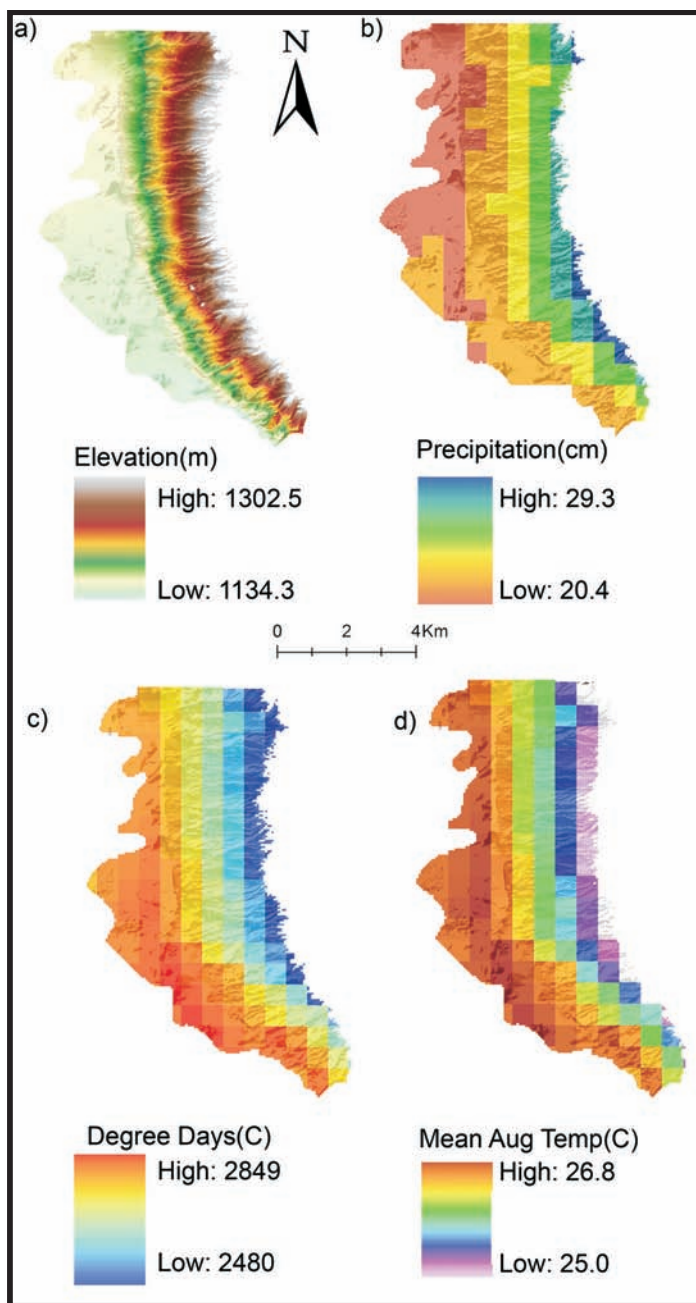 a)
N
b)
Elevation(m)
High: 1302.5
Low: 1134.3
Precipitation(cm)
High: 29.3
Low: 20.4
0 2 4Km
c)
d)
Degree Days(C)
High: 2849
Low: 2480
Mean Aug Temp(C)
High: 26.8
Low: 25.0